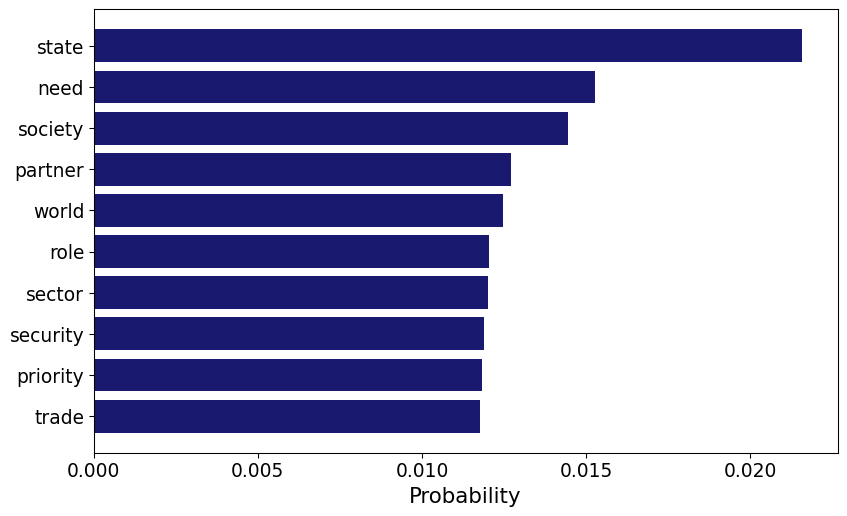 state
need
society
partner
world
role
sector
security
priority
trade
0.000 0.005 0.010 0.015 0.020
Probability